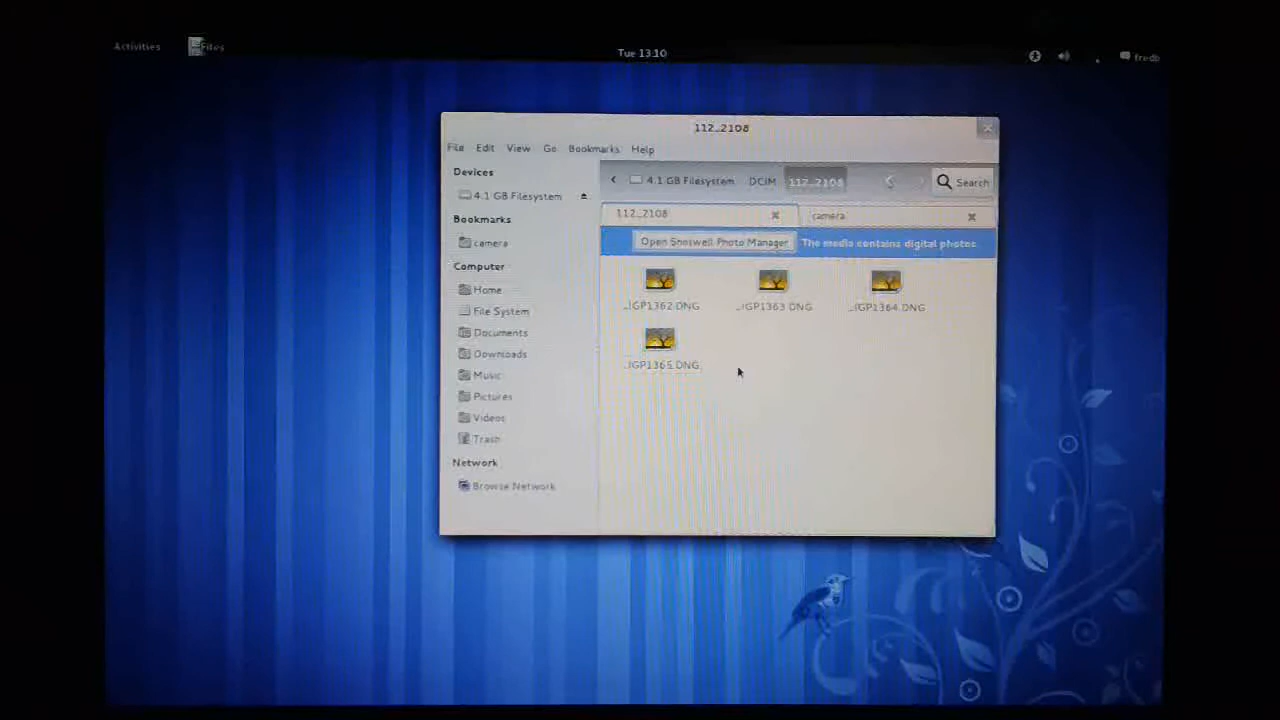 Activities Files Tue 13:10 fredb
112_2108
File Edit View Go Bookmarks Help
Devices
4.1 GB Filesystem
Bookmarks
camera
Computer
Home
File System
Documents
Downloads
Music
Pictures
Videos
Trash
Network
Browse Network
4.1 GB Filesystem DCIM 112_2108 Search
112_2108 camera
Open Shotwell Photo Manager The media contains digital photos
_IGP1362.DNG _IGP1363.DNG _IGP1364.DNG
_IGP1365.DNG